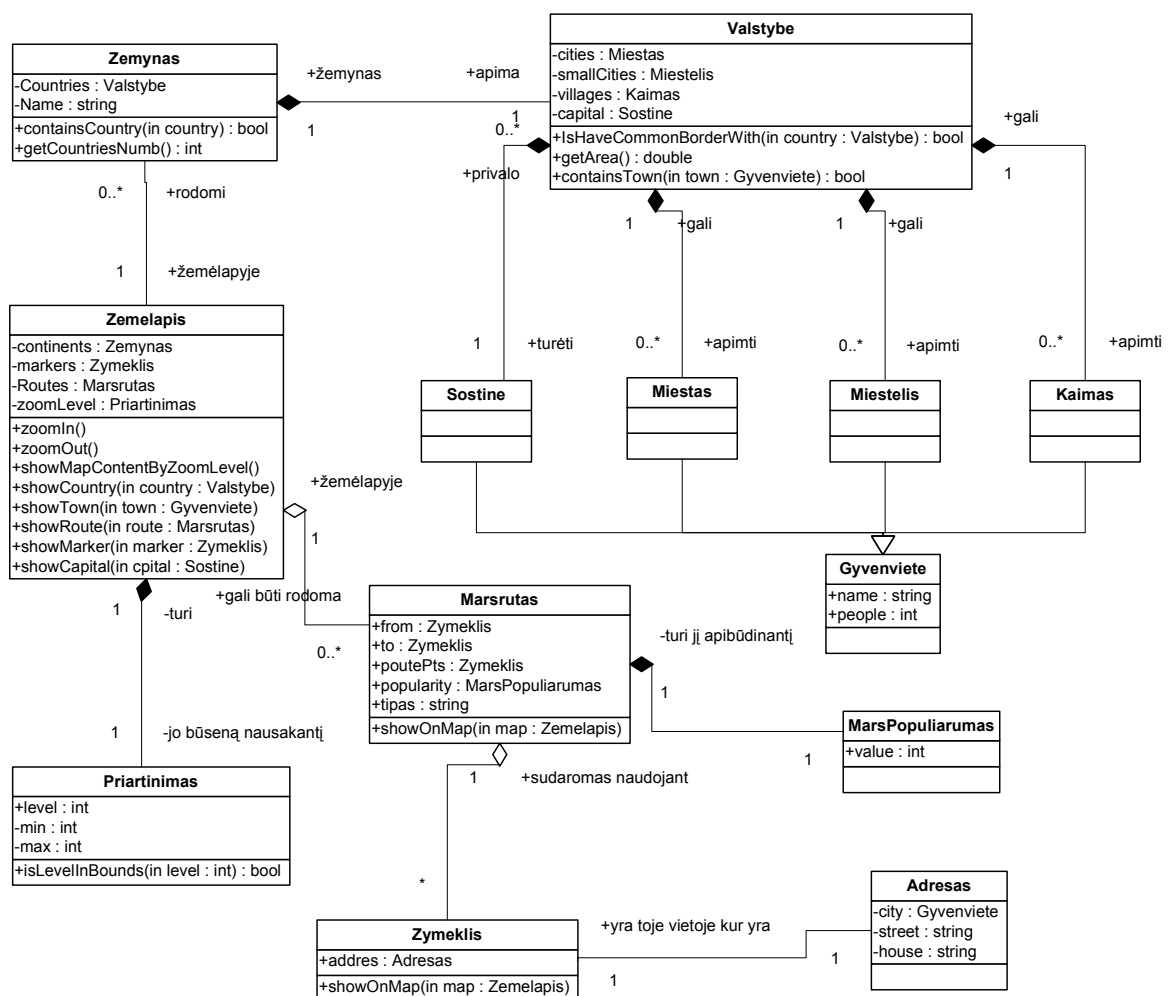 Zemynas
-Countries : Valstybe
-Name : string
+containsCountry(in country) : bool
+getCountriesNumb() : int
+žemynas
1
+apima
1
0..*
Valstybe
-cities : Miestas
-smallCities : Miestelis
-villages : Kaimas
-capital : Sostine
+IsHaveCommonBorderWith(in country : Valstybe) : bool
+getArea() : double
+containsTown(in town : Gyvenviete) : bool
+privalo
+gali
1
1
+gali
1
+gali
0..*
+rodomi
1
+žemėlapyje
1
+turėti
0..*
+apimti
0..*
+apimti
0..*
+apimti
Sostine
Miestas
Miestelis
Kaimas
Zemelapis
-continents : Zemynas
-markers : Zymeklis
-Routes : Marsrutas
-zoomLevel : Priartinimas
+zoomIn()
+zoomOut()
+showMapContentByZoomLevel()
+showCountry(in country : Valstybe)
+showTown(in town : Gyvenviete)
+showRoute(in route : Marsrutas)
+showMarker(in marker : Zymeklis)
+showCapital(in cpital : Sostine)
+žemėlapyje
1
+gali būti rodoma
0..*
Gyvenviete
+name : string
+people : int
1
-turi
1
-jo būseną nausakantį
Marsrutas
+from : Zymeklis
+to : Zymeklis
+poutePts : Zymeklis
+popularity : MarsPopuliarumas
+tipas : string
+showOnMap(in map : Zemelapis)
-turi jį apibūdinantį
1
1
MarsPopuliarumas
+value : int
Priartinimas
+level : int
-min : int
-max : int
+isLevelInBounds(in level : int) : bool
1
+sudaromas naudojant
*
Zymeklis
+addres : Adresas
+showOnMap(in map : Zemelapis)
+yra toje vietoje kur yra
1
1
Adresas
-city : Gyvenviete
-street : string
-house : string